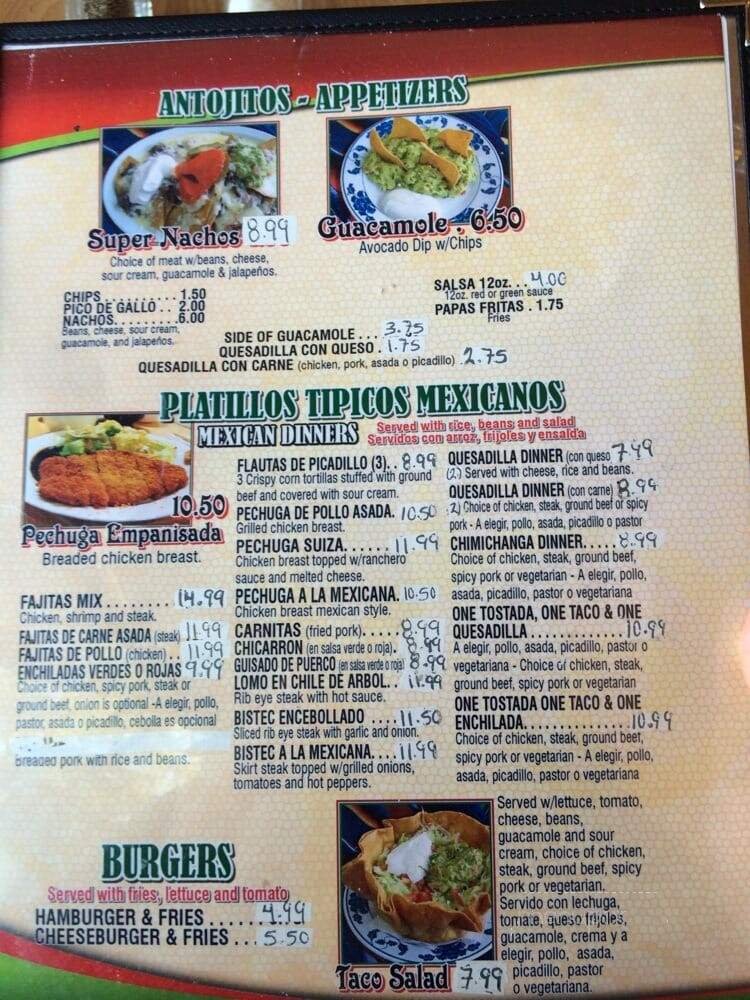 ANTOJITOS - APPETIZERS
Super Nachos 8.99
Choice of meat w/beans, cheese,
sour cream, guacamole & jalapeños.
Guacamole . 6.50
Avocado Dip w/Chips
CHIPS . . . . . . . . . . 1.50
PICO DE GALLO . . 2.00
NACHOS. . . . . . . . .6.00
Beans, cheese, sour cream,
guacamole, and jalapeños.
SALSA 12oz. . . 4.00
12oz. red or green sauce
PAPAS FRITAS . 1.75
Fries
SIDE OF GUACAMOLE . . . 3.75
QUESADILLA CON QUESO . 1.75
QUESADILLA CON CARNE (chicken, pork, asada o picadillo) .2.75
PLATILLOS TIPICOS MEXICANOS
MEXICAN DINNERS
Served with rice, beans and salad
Servidos con arroz, frijoles y ensalda
10.50
Pechuga Empanisada
Breaded chicken breast.
FAJITAS MIX . . . . . . . . 14.99
Chicken, shrimp and steak.
FAJITAS DE CARNE ASADA (steak) 11.99
FAJITAS DE POLLO (chicken) . . 11.99
ENCHILADAS VERDES O ROJAS 9.99
Choice of chicken, spicy pork, steak or
ground beef, onion is optional -A elegir, pollo,
pastor, asada o picadillo, cebolla es opcional
Breaded pork with rice and beans.
FLAUTAS DE PICADILLO (3). . 8.99
3 Crispy corn tortillas stuffed with ground
beef and covered with sour cream.
PECHUGA DE POLLO ASADA. 10.50
Grilled chicken breast.
PECHUGA SUIZA. . . . . . 11.99
Chicken breast topped w/ranchero
sauce and melted cheese.
PECHUGA A LA MEXICANA. 10.50
Chicken breast mexican style.
CARNITAS (fried pork). . . . . 8.99
CHICARRON (en salsa verde o roja). 8.99
GUISADO DE PUERCO (en salsa verde o roja) 8.99
LOMO EN CHILE DE ARBOL. . 11.99
Rib eye steak with hot sauce.
BISTEC ENCEBOLLADO . . . . 11.50
Sliced rib eye steak with garlic and onion.
BISTEC A LA MEXICANA. . . . 11.99
Skirt steak topped w/grilled onions,
tomatoes and hot peppers.
QUESADILLA DINNER (con queso 7.49
(2.) Served with cheese, rice and beans.
QUESADILLA DINNER (con carne) 8.99
2.) Choice of chicken, steak, ground beef or spicy
pork - A elegir, pollo, asada, picadillo o pastor
CHIMICHANGA DINNER. . . . . 8.99
Choice of chicken, steak, ground beef,
spicy pork or vegetarian - A elegir, pollo,
asada, picadillo, pastor o vegetariana
ONE TOSTADA, ONE TACO & ONE
QUESADILLA . . . . . . . . . . . . 10.99
A elegir, pollo, asada, picadillo, pastor o
vegetariana - Choice of chicken, steak,
ground beef, spicy pork or vegetarian
ONE TOSTADA ONE TACO & ONE
ENCHILADA. . . . . . . . . . . . . .10.99
Choice of chicken, steak, ground beef,
spicy pork or vegetarian - A elegir, pollo,
asada, picadillo, pastor o vegetariana
BURGERS
Served with fries, lettuce and tomato
HAMBURGER & FRIES . . . . . . 4.99
CHEESEBURGER & FRIES . . . 5.50
Taco Salad 7.99
Served w/lettuce, tomato,
cheese, beans,
guacamole and sour
cream, choice of chicken,
steak, ground beef, spicy
pork or vegetarian.
Servido con lechuga,
tomate, queso frijoles,
guacamole, crema y a
elegir, pollo, asada,
picadillo, pastor
o vegetariana.